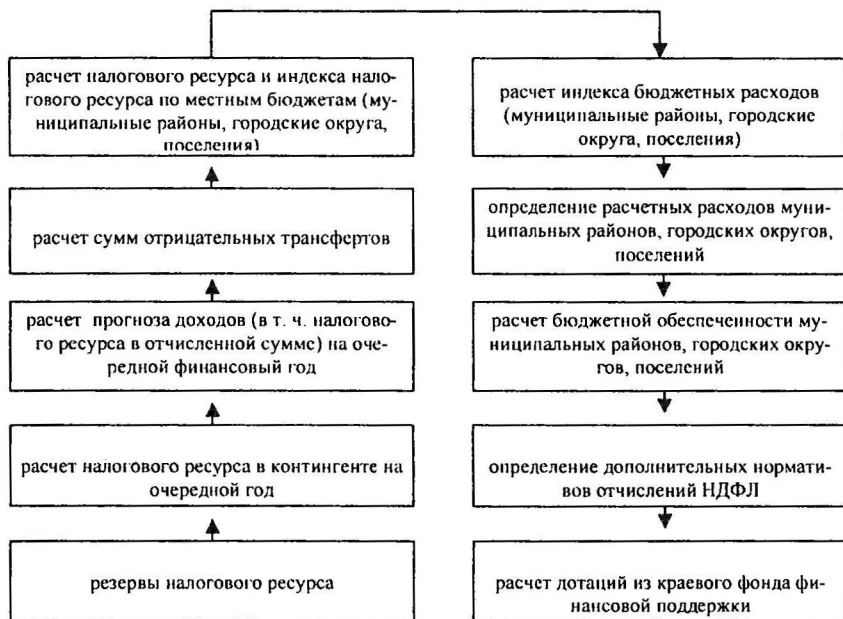 расчет налогового ресурса и индекса нало-
гового ресурса по местным бюджетам (му-
ниципальные районы, городские округа,
поселения)
расчет сумм отрицательных трансфертов
расчет прогноза доходов (в т. ч. налогово-
го ресурса в отчисленной сумме) на оче-
редной финансовый год
расчет налогового ресурса в контингенте на
очередной год
резервы налогового ресурса
расчет индекса бюджетных расходов
(муниципальные районы, городские
округа, поселения)
определение расчетных расходов муни-
ципальных районов, городских округов,
поселений
расчет бюджетной обеспеченности му-
ниципальных районов, городских окру-
гов, поселений
определение дополнительных нормати-
вов отчислений НДФЛ
расчет дотаций из краевого фонда фи-
нансовой поддержки